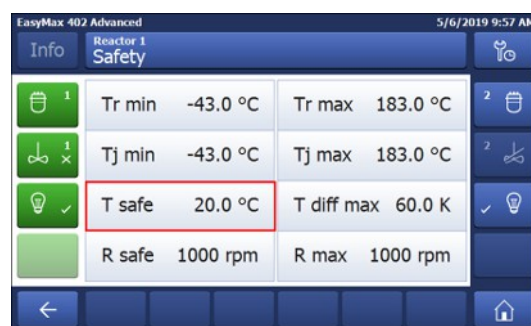 EasyMax 402 Advanced 5/6/2019 9:57 AM
Info
Reactor 1
Safety
1
Tr min -43.0 °C Tr max 183.0 °C
2
1
Tj min -43.0 °C Tj max 183.0 °C
2
T safe 20.0 °C T diff max 60.0 K
R safe 1000 rpm R max 1000 rpm